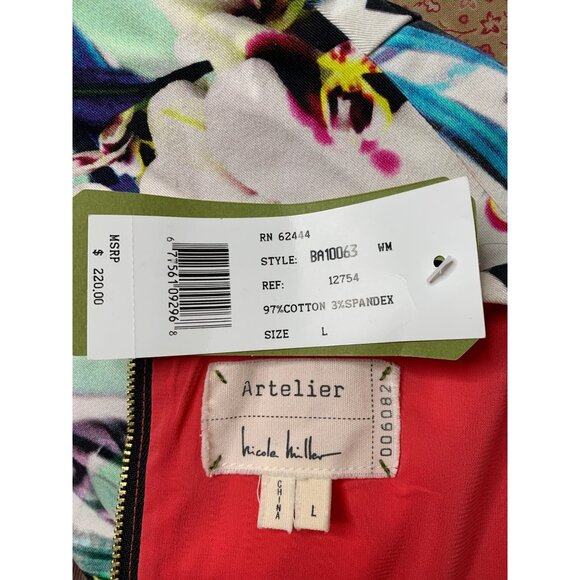 MSRP
$ 220.00
6 77561 09296 8
RN 62444
STYLE: BA10063 WM
REF: 12754
97%COTTON 3%SPANDEX
SIZE L
Artelier
nicole miller
006082
CHINA
L